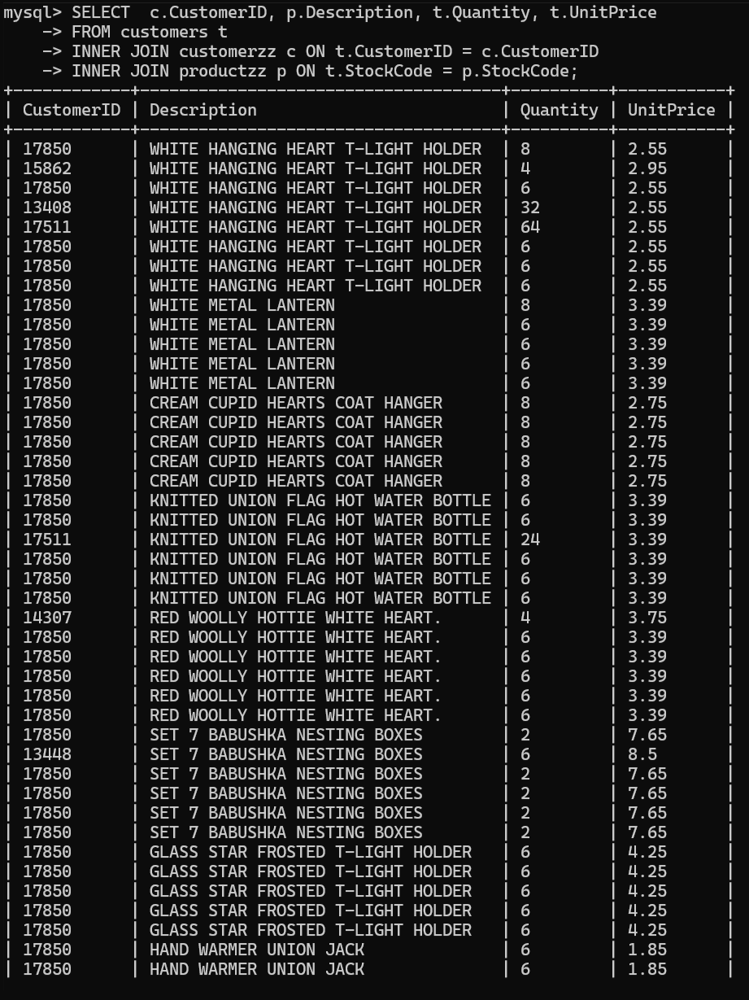 mysql> SELECT  c.CustomerID, p.Description, t.Quantity, t.UnitPrice
    -> FROM customers t
    -> INNER JOIN customerzz c ON t.CustomerID = c.CustomerID
    -> INNER JOIN productzz p ON t.StockCode = p.StockCode;
+------------+-------------------------------------+----------+-----------+
| CustomerID | Description                         | Quantity | UnitPrice |
+------------+-------------------------------------+----------+-----------+
| 17850      | WHITE HANGING HEART T-LIGHT HOLDER  | 8        | 2.55      |
| 15862      | WHITE HANGING HEART T-LIGHT HOLDER  | 4        | 2.95      |
| 17850      | WHITE HANGING HEART T-LIGHT HOLDER  | 6        | 2.55      |
| 13408      | WHITE HANGING HEART T-LIGHT HOLDER  | 32       | 2.55      |
| 17511      | WHITE HANGING HEART T-LIGHT HOLDER  | 64       | 2.55      |
| 17850      | WHITE HANGING HEART T-LIGHT HOLDER  | 6        | 2.55      |
| 17850      | WHITE HANGING HEART T-LIGHT HOLDER  | 6        | 2.55      |
| 17850      | WHITE HANGING HEART T-LIGHT HOLDER  | 6        | 2.55      |
| 17850      | WHITE METAL LANTERN                 | 8        | 3.39      |
| 17850      | WHITE METAL LANTERN                 | 6        | 3.39      |
| 17850      | WHITE METAL LANTERN                 | 6        | 3.39      |
| 17850      | WHITE METAL LANTERN                 | 6        | 3.39      |
| 17850      | WHITE METAL LANTERN                 | 6        | 3.39      |
| 17850      | CREAM CUPID HEARTS COAT HANGER      | 8        | 2.75      |
| 17850      | CREAM CUPID HEARTS COAT HANGER      | 8        | 2.75      |
| 17850      | CREAM CUPID HEARTS COAT HANGER      | 8        | 2.75      |
| 17850      | CREAM CUPID HEARTS COAT HANGER      | 8        | 2.75      |
| 17850      | CREAM CUPID HEARTS COAT HANGER      | 8        | 2.75      |
| 17850      | KNITTED UNION FLAG HOT WATER BOTTLE | 6        | 3.39      |
| 17850      | KNITTED UNION FLAG HOT WATER BOTTLE | 6        | 3.39      |
| 17511      | KNITTED UNION FLAG HOT WATER BOTTLE | 24       | 3.39      |
| 17850      | KNITTED UNION FLAG HOT WATER BOTTLE | 6        | 3.39      |
| 17850      | KNITTED UNION FLAG HOT WATER BOTTLE | 6        | 3.39      |
| 17850      | KNITTED UNION FLAG HOT WATER BOTTLE | 6        | 3.39      |
| 14307      | RED WOOLLY HOTTIE WHITE HEART.      | 4        | 3.75      |
| 17850      | RED WOOLLY HOTTIE WHITE HEART.      | 6        | 3.39      |
| 17850      | RED WOOLLY HOTTIE WHITE HEART.      | 6        | 3.39      |
| 17850      | RED WOOLLY HOTTIE WHITE HEART.      | 6        | 3.39      |
| 17850      | RED WOOLLY HOTTIE WHITE HEART.      | 6        | 3.39      |
| 17850      | RED WOOLLY HOTTIE WHITE HEART.      | 6        | 3.39      |
| 17850      | SET 7 BABUSHKA NESTING BOXES        | 2        | 7.65      |
| 13448      | SET 7 BABUSHKA NESTING BOXES        | 6        | 8.5       |
| 17850      | SET 7 BABUSHKA NESTING BOXES        | 2        | 7.65      |
| 17850      | SET 7 BABUSHKA NESTING BOXES        | 2        | 7.65      |
| 17850      | SET 7 BABUSHKA NESTING BOXES        | 2        | 7.65      |
| 17850      | SET 7 BABUSHKA NESTING BOXES        | 2        | 7.65      |
| 17850      | GLASS STAR FROSTED T-LIGHT HOLDER   | 6        | 4.25      |
| 17850      | GLASS STAR FROSTED T-LIGHT HOLDER   | 6        | 4.25      |
| 17850      | GLASS STAR FROSTED T-LIGHT HOLDER   | 6        | 4.25      |
| 17850      | GLASS STAR FROSTED T-LIGHT HOLDER   | 6        | 4.25      |
| 17850      | GLASS STAR FROSTED T-LIGHT HOLDER   | 6        | 4.25      |
| 17850      | HAND WARMER UNION JACK              | 6        | 1.85      |
| 17850      | HAND WARMER UNION JACK              | 6        | 1.85      |